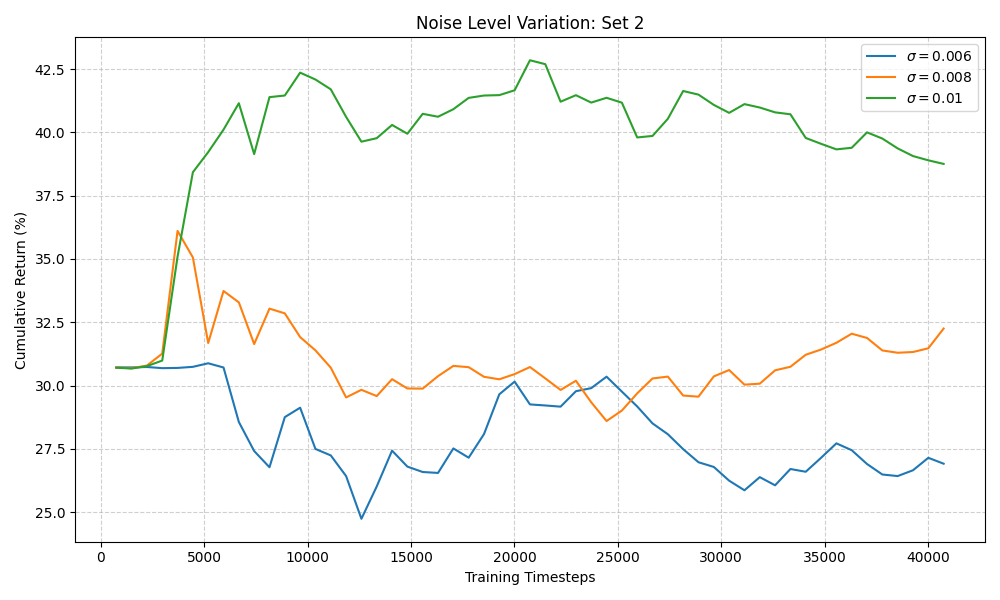 Noise Level Variation: Set 2
Cumulative Return (%)
42.5
40.0
37.5
35.0
32.5
30.0
27.5
25.0
σ = 0.006
σ = 0.008
σ = 0.01
0 5000 10000 15000 20000 25000 30000 35000 40000
Training Timesteps